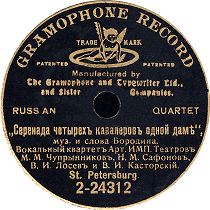 GRAMOPHONE RECORD
TRADE MARK
PATENTED PATENTED
Manufactured by
The Gramophone and Typewriter Ltd.,
and Sister Companies.
RUSSIAN QUARTET
„Серенада четырехъ кавалеровъ одной дамѣ“
муз. и слова Бородина.
Вокальный квартетъ Арт. ИМП. Театровъ
М. М. Чупрынниковъ, Н. М. Сафоновъ,
В. И. Лосевъ и В. И. Касторскій.
St. Petersburg.
2-24312